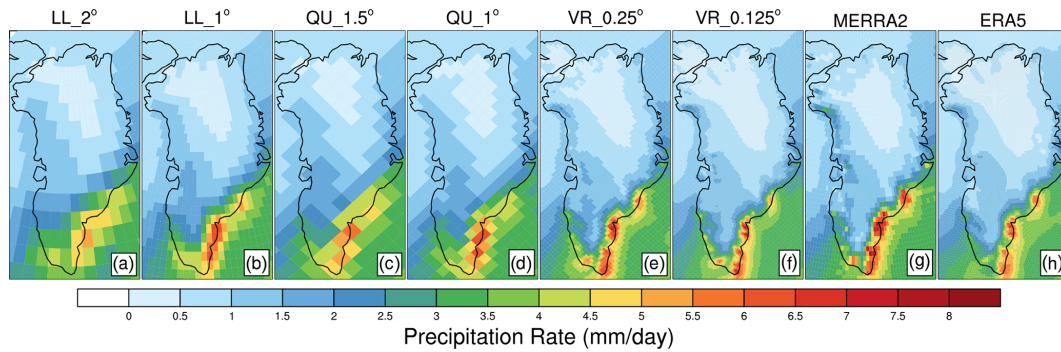 LL_2° LL_1° QU_1.5° QU_1° VR_0.25° VR_0.125° MERRA2 ERA5
(a) (b) (c) (d) (e) (f) (g) (h)
0 0.5 1 1.5 2 2.5 3 3.5 4 4.5 5 5.5 6 6.5 7 7.5 8
Precipitation Rate (mm/day)